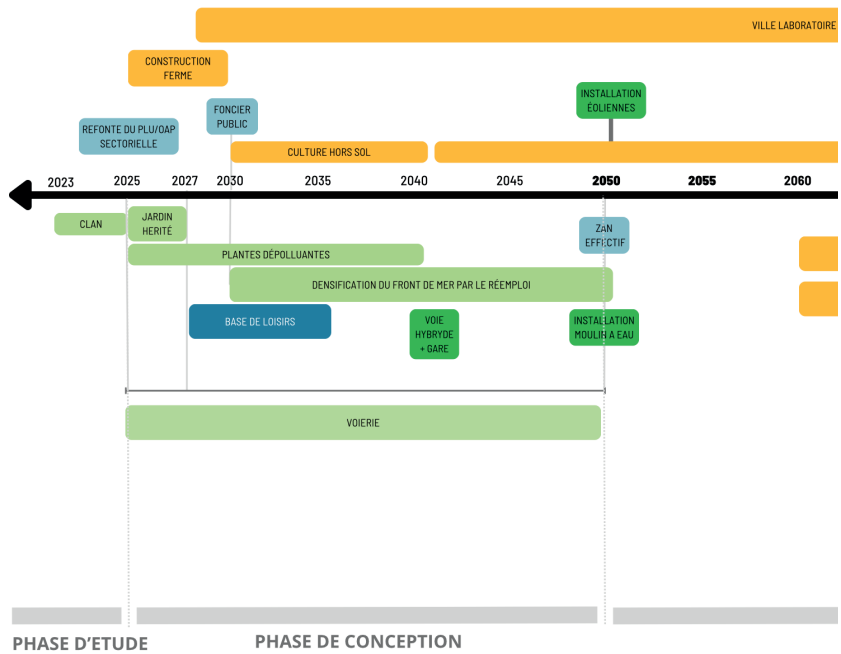 VILLE LABORATOIRE
CONSTRUCTION
FERME
INSTALLATION
ÉOLIENNES
FONCIER
PUBLIC
REFONTE DU PLU/OAP
SECTORIELLE
CULTURE HORS SOL
2023 2025 2027 2030 2035 2040 2045 2050 2055 2060
CLAN
JARDIN
HERITÉ
ZAN
EFFECTIF
PLANTES DÉPOLLUANTES
DENSIFICATION DU FRONT DE MER PAR LE RÉEMPLOI
BASE DE LOISIRS
VOIE
HYBRYDE
+ GARE
INSTALLATION
MOULIN A EAU
VOIERIE
PHASE D'ETUDE
PHASE DE CONCEPTION